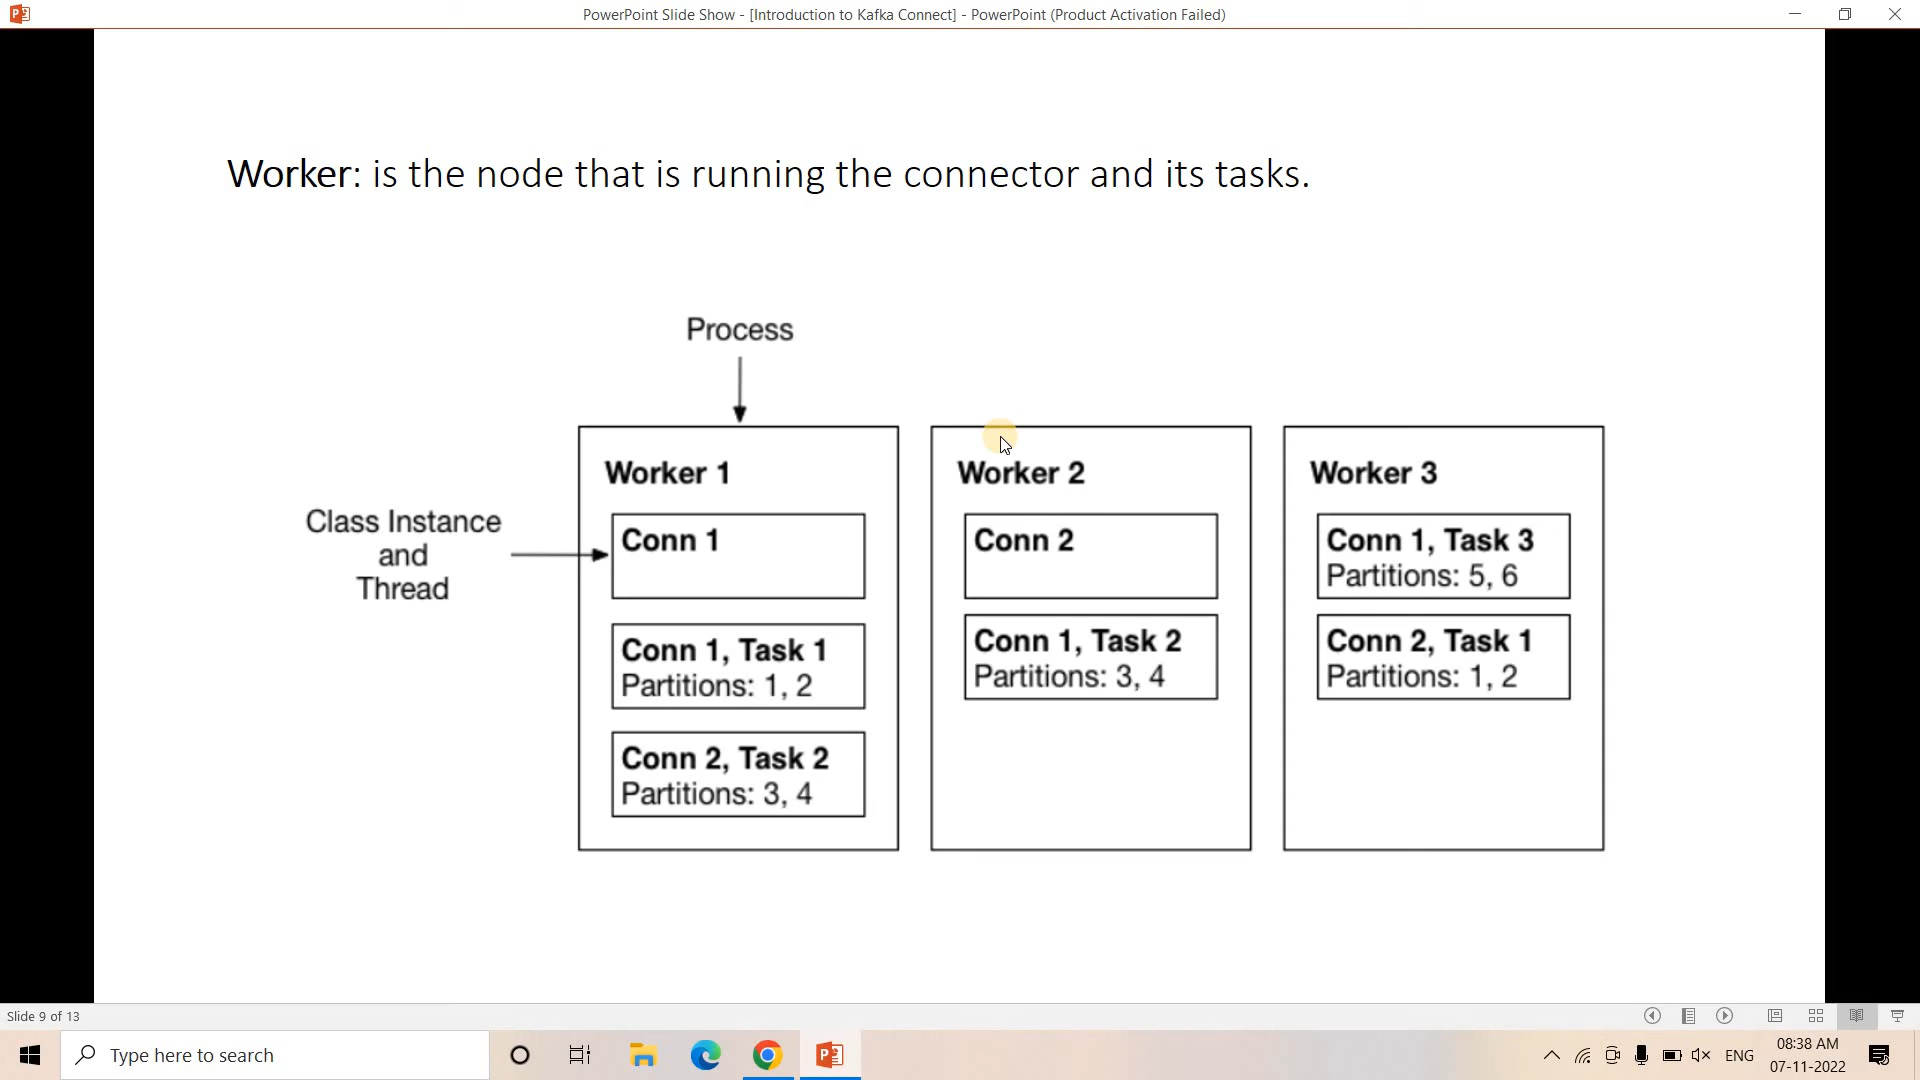 PowerPoint Slide Show - [Introduction to Kafka Connect] - PowerPoint (Product Activation Failed)
Worker: is the node that is running the connector and its tasks.
Process
Class Instance
and
Thread
Worker 1
Conn 1
Conn 1, Task 1
Partitions: 1, 2
Conn 2, Task 2
Partitions: 3, 4
Worker 2
Conn 2
Conn 1, Task 2
Partitions: 3, 4
Worker 3
Conn 1, Task 3
Partitions: 5, 6
Conn 2, Task 1
Partitions: 1, 2
Slide 9 of 13
Type here to search
ENG
08:38 AM
07-11-2022